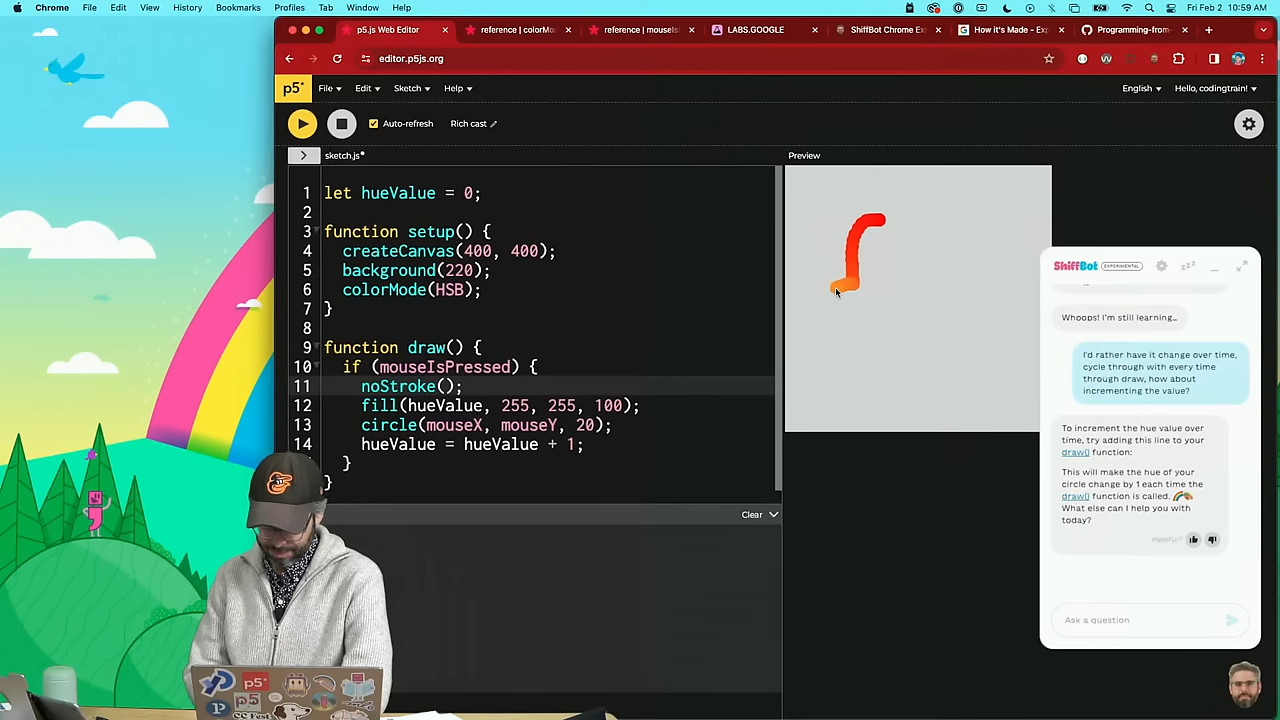 Chrome File Edit View History Bookmarks Profiles Tab Window Help Fri Feb 2 10:59 AM
p5.js Web Editor reference | colorMo reference | mouseIs LABS.GOOGLE ShiffBot Chrome Ex How it's Made - Exp Programming-from-
editor.p5js.org
p5* File Edit Sketch Help English Hello, codingtrain!
Auto-refresh Rich cast
sketch.js* Preview
1 let hueValue = 0;
2
3 function setup() {
4 createCanvas(400, 400);
5 background(220);
6 colorMode(HSB);
7 }
8
9 function draw() {
10 if (mouseIsPressed) {
11 noStroke();
12 fill(hueValue, 255, 255, 100);
13 circle(mouseX, mouseY, 20);
14 hueValue = hueValue + 1;
}
}
Clear
ShiffBot EXPERIMENTAL
Whoops! I'm still learning…
I'd rather have it change over time,
cycle through with every time
through draw, how about
incrementing the value?
To increment the hue value over
time, try adding this line to your
draw() function:
This will make the hue of your
circle change by 1 each time the
draw() function is called.
What else can I help you with
today?
Helpful?
Ask a question
p5
p5
CC Fest